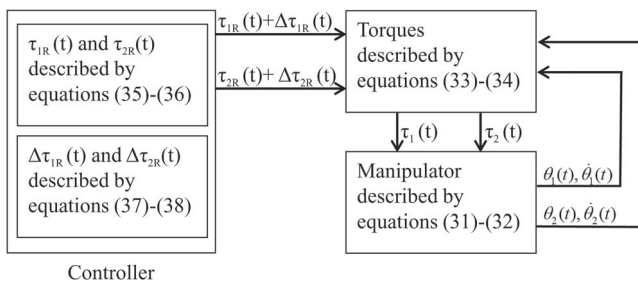 τ1R(t) and τ2R(t)
described by
equations (35)-(36)
Δτ1R(t) and Δτ2R(t)
described by
equations (37)-(38)
Controller
τ1R(t)+Δτ1R(t)
τ2R(t)+Δτ2R(t)
Torques
described by
equations (33)-(34)
τ1(t)
τ2(t)
Manipulator
described by
equations (31)-(32)
θ1(t), θ̇1(t)
θ2(t), θ̇2(t)